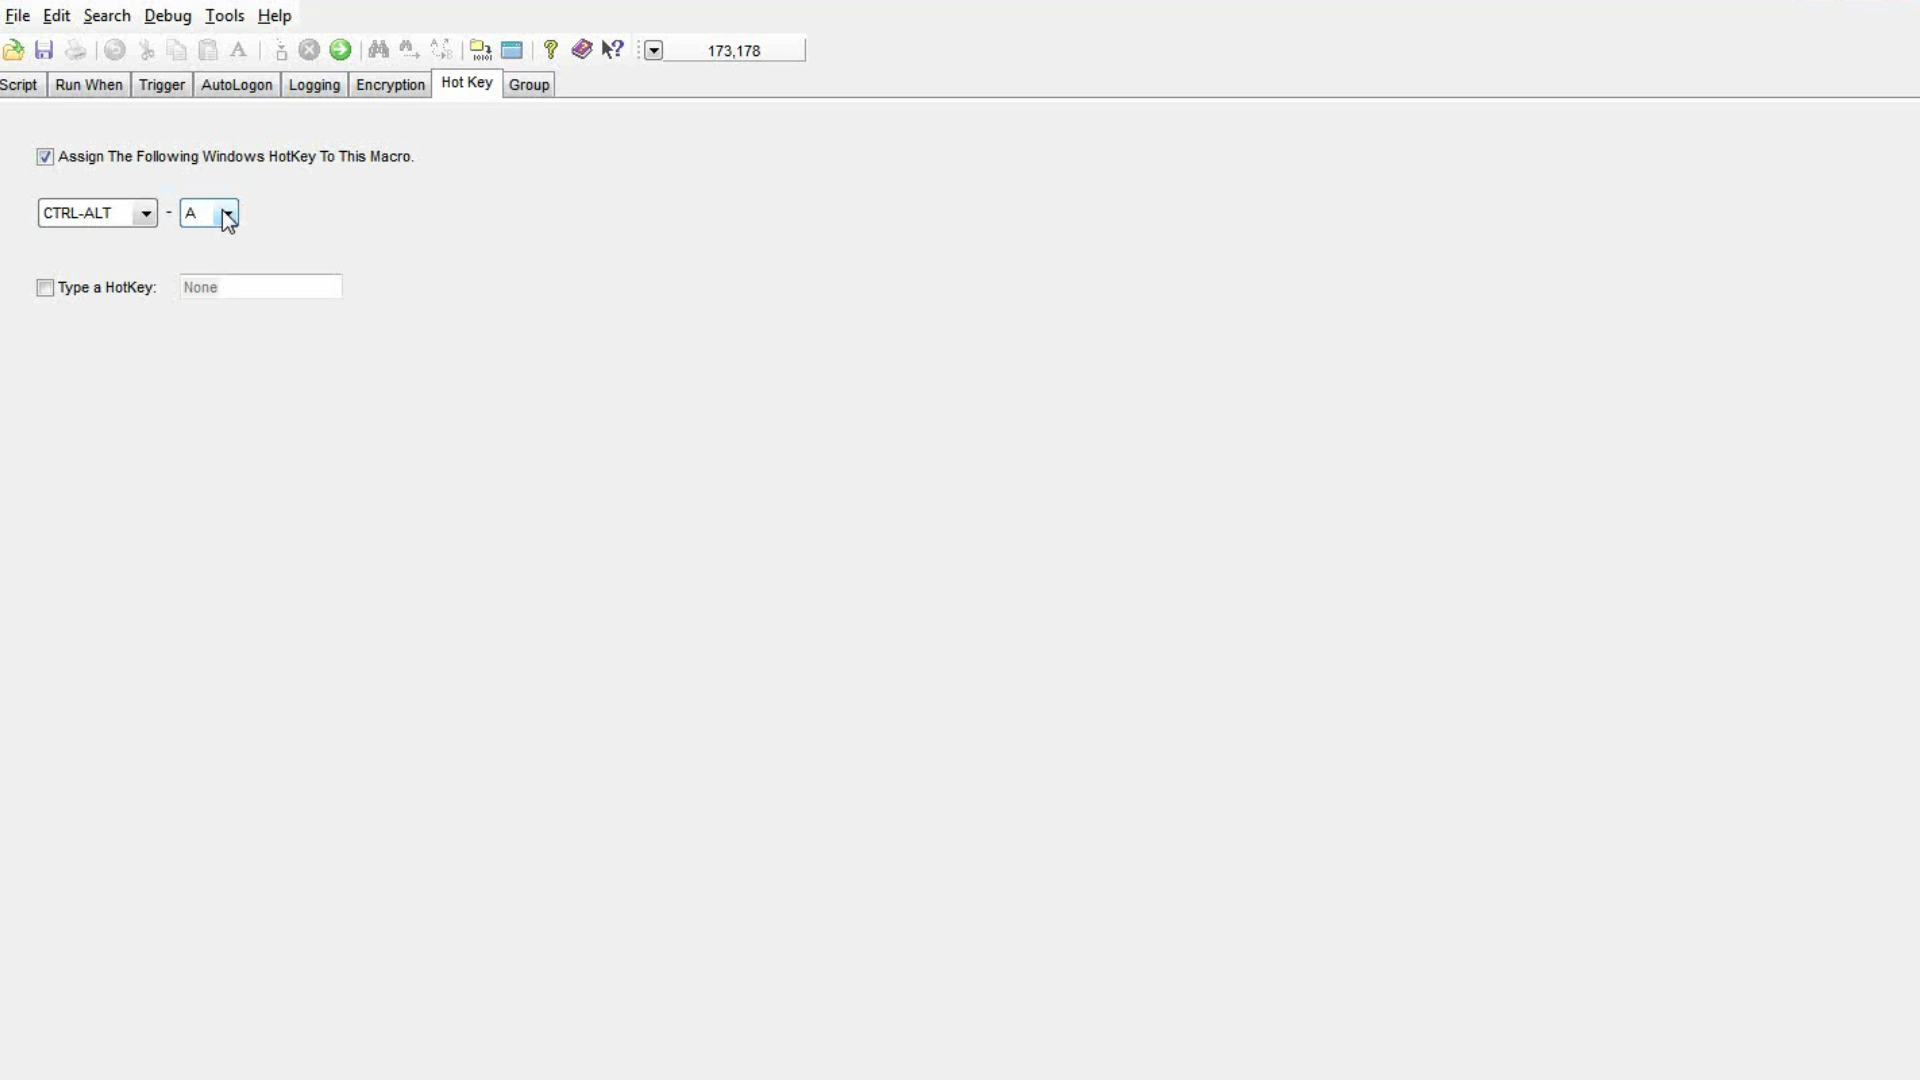 File Edit Search Debug Tools Help
173,178
Script Run When Trigger AutoLogon Logging Encryption Hot Key Group
Assign The Following Windows HotKey To This Macro.
CTRL-ALT - A
Type a HotKey: None